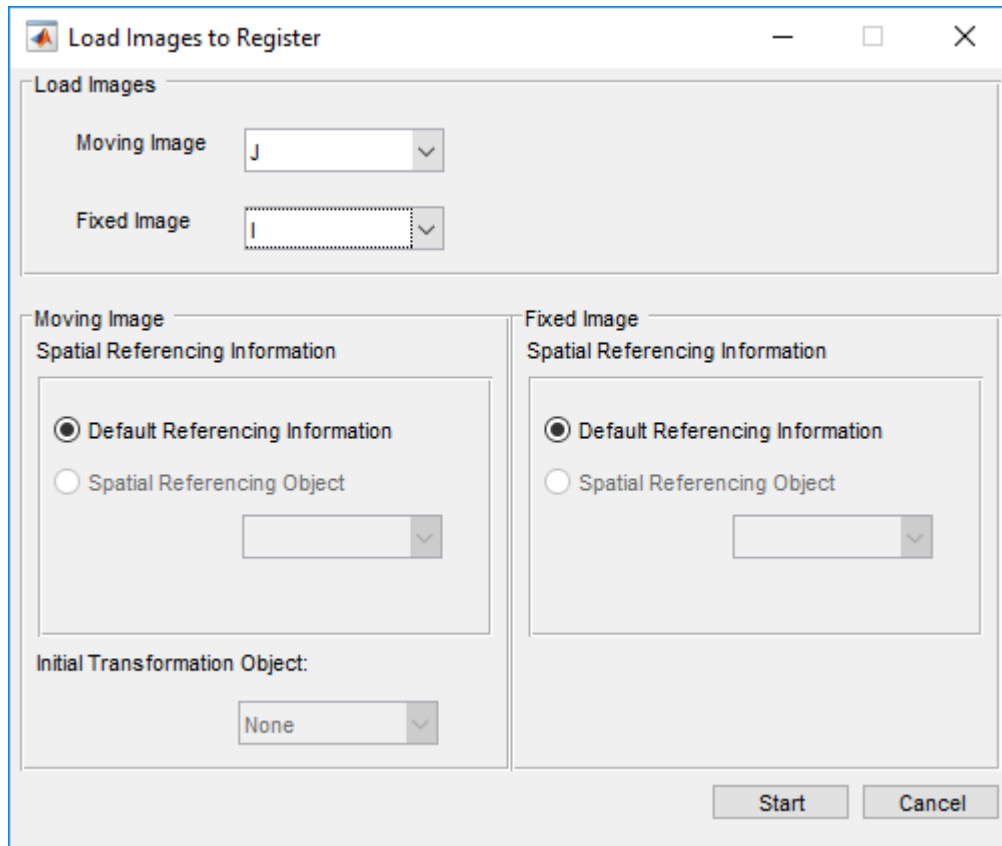 Load Images to Register
Load Images
Moving Image
J
Fixed Image
I
Moving Image
Spatial Referencing Information
Default Referencing Information
Spatial Referencing Object
Initial Transformation Object:
None
Fixed Image
Spatial Referencing Information
Default Referencing Information
Spatial Referencing Object
Start
Cancel